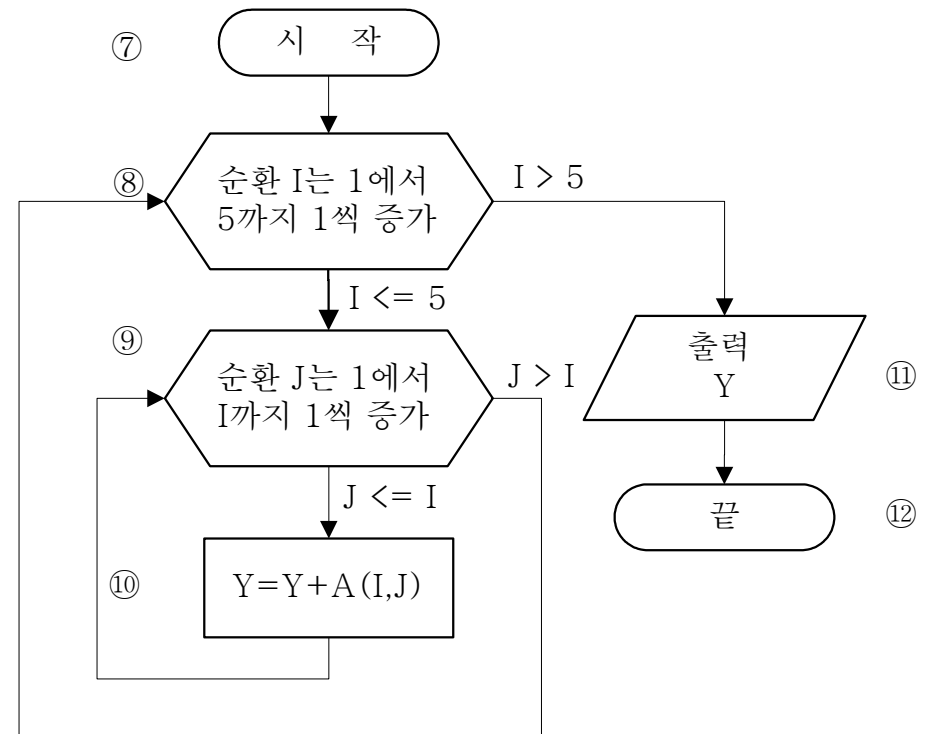 ⑦
시 작
⑧
순환 I는 1에서
5까지 1씩 증가
I > 5
I <= 5
⑨
순환 J는 1에서
I까지 1씩 증가
J > I
출력
Y
⑪
J <= I
끝
⑫
⑩
Y=Y+A(I,J)